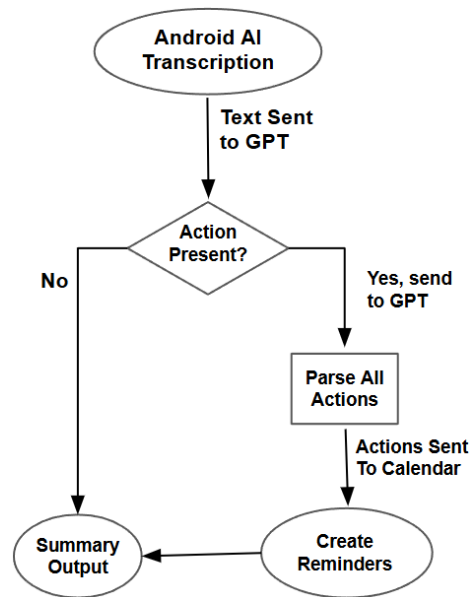 Android AI
Transcription
Text Sent
to GPT
Action
Present?
No
Yes, send
to GPT
Parse All
Actions
Actions Sent
To Calendar
Summary
Output
Create
Reminders